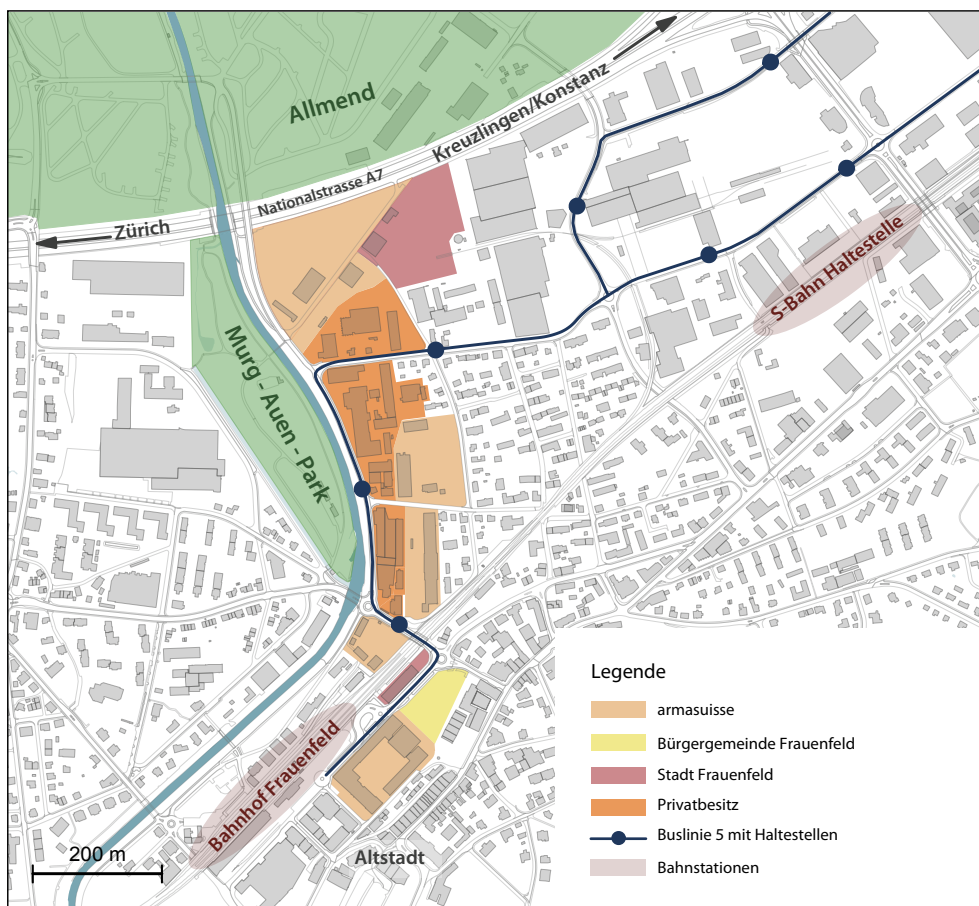 Allmend
Kreuzlingen/Konstanz
Nationalstrasse A7
Zürich
S-Bahn Haltestelle
Murg - Auen - Park
Bahnhof Frauenfeld
Altstadt
200 m
Legende
armasuisse
Bürgergemeinde Frauenfeld
Stadt Frauenfeld
Privatbesitz
Buslinie 5 mit Haltestellen
Bahnstationen